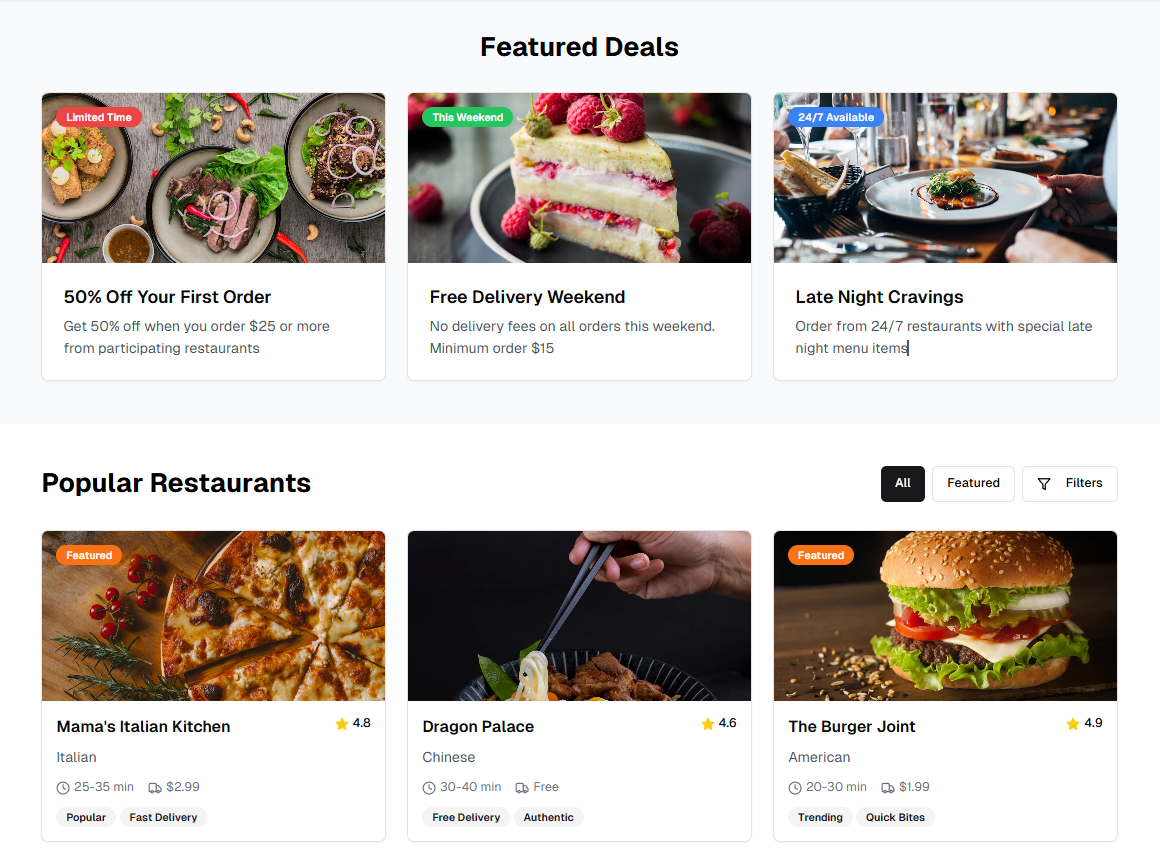 Featured Deals
Limited Time
This Weekend
24/7 Available
50% Off Your First Order
Get 50% off when you order $25 or more
from participating restaurants
Free Delivery Weekend
No delivery fees on all orders this weekend.
Minimum order $15
Late Night Cravings
Order from 24/7 restaurants with special late
night menu items
Popular Restaurants
All
Featured
Filters
Featured
Mama's Italian Kitchen
4.8
Italian
25-35 min
$2.99
Popular
Fast Delivery
Dragon Palace
4.6
Chinese
30-40 min
Free
Free Delivery
Authentic
Featured
The Burger Joint
4.9
American
20-30 min
$1.99
Trending
Quick Bites